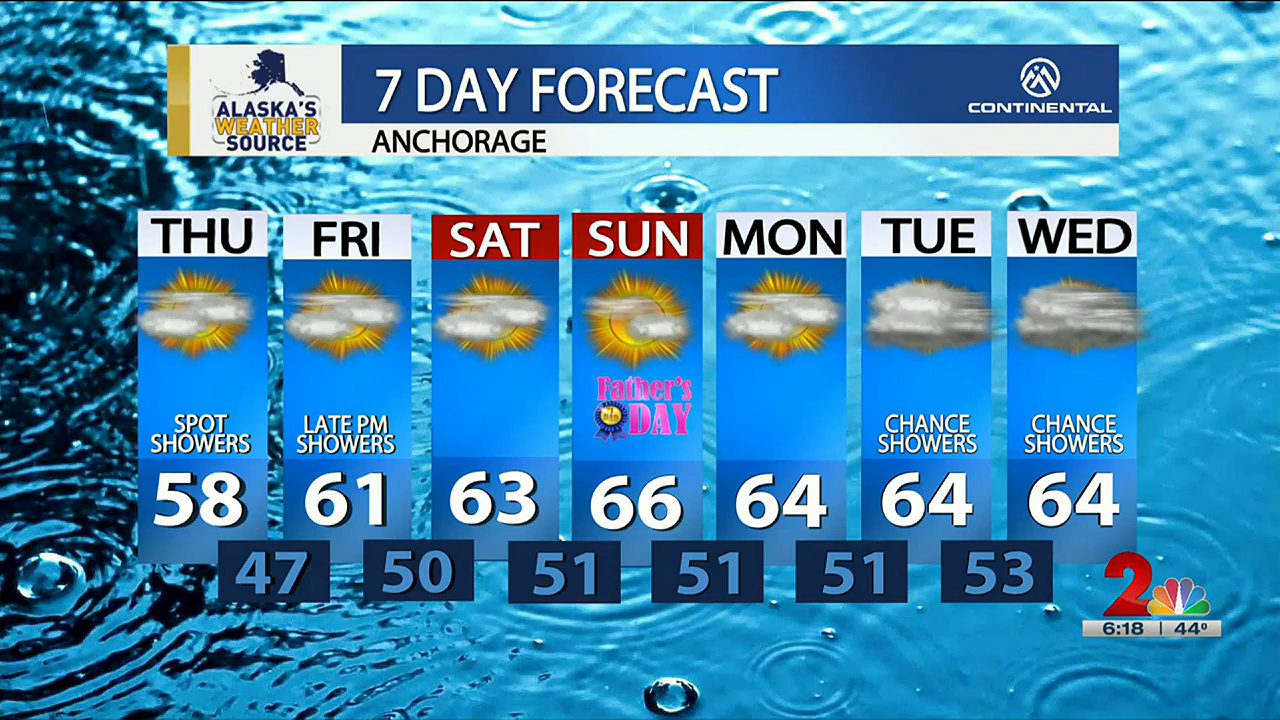 ALASKA'S
WEATHER
SOURCE
7 DAY FORECAST
CONTINENTAL
ANCHORAGE
THU FRI SAT SUN MON TUE WED
Father's
DAY
SPOT SHOWERS
LATE PM SHOWERS
CHANCE SHOWERS
CHANCE SHOWERS
58 61 63 66 64 64 64
47 50 51 51 51 53
2
6:18 | 44°